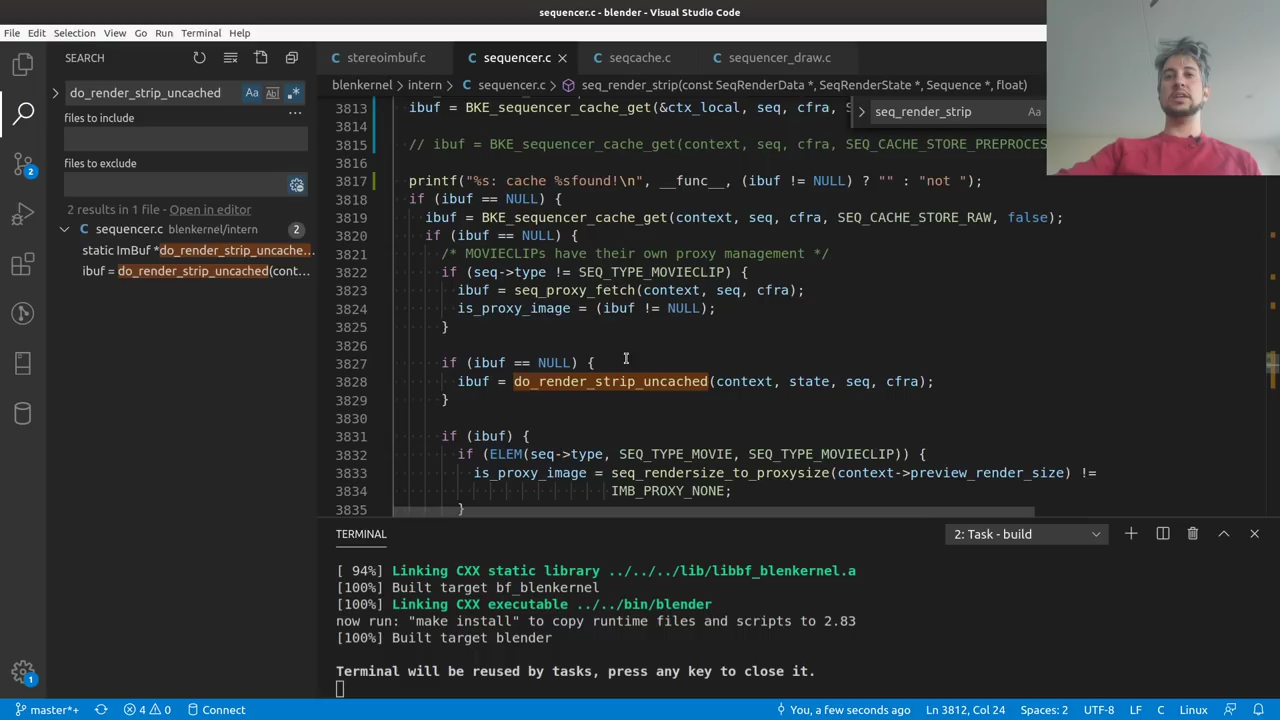 sequencer.c - blender - Visual Studio Code
File Edit Selection View Go Run Terminal Help
SEARCH
do_render_strip_uncached Aa Ab| .*
files to include
...
files to exclude
2 results in 1 file - Open in editor
sequencer.c blenkernel/intern 2
static ImBuf *do_render_strip_uncache...
ibuf = do_render_strip_uncached(cont...
C stereoimbuf.c C sequencer.c C seqcache.c C sequencer_draw.c
blenkernel › intern › C sequencer.c › seq_render_strip(const SeqRenderData *, SeqRenderState *, Sequence *, float)
seq_render_strip Aa
3813 ibuf = BKE_sequencer_cache_get(&ctx_local, seq, cfra, S
3814
3815 // ibuf = BKE_sequencer_cache_get(context, seq, cfra, SEQ_CACHE_STORE_PREPROCES
3816
3817 printf("%s: cache %sfound!\n", __func__, (ibuf != NULL) ? "" : "not ");
3818 if (ibuf == NULL) {
3819 ibuf = BKE_sequencer_cache_get(context, seq, cfra, SEQ_CACHE_STORE_RAW, false);
3820 if (ibuf == NULL) {
3821 /* MOVIECLIPs have their own proxy management */
3822 if (seq->type != SEQ_TYPE_MOVIECLIP) {
3823 ibuf = seq_proxy_fetch(context, seq, cfra);
3824 is_proxy_image = (ibuf != NULL);
3825 }
3826
3827 if (ibuf == NULL) {
3828 ibuf = do_render_strip_uncached(context, state, seq, cfra);
3829 }
3830
3831 if (ibuf) {
3832 if (ELEM(seq->type, SEQ_TYPE_MOVIE, SEQ_TYPE_MOVIECLIP)) {
3833 is_proxy_image = seq_rendersize_to_proxysize(context->preview_render_size) !=
3834 IMB_PROXY_NONE;
3835 }
TERMINAL
2: Task - build
[ 94%] Linking CXX static library ../../../lib/libbf_blenkernel.a
[100%] Built target bf_blenkernel
[100%] Linking CXX executable ../../bin/blender
now run: "make install" to copy runtime files and scripts to 2.83
[100%] Built target blender
Terminal will be reused by tasks, press any key to close it.
2
1
master*+ 4 0 Connect You, a few seconds ago Ln 3812, Col 24 Spaces: 2 UTF-8 LF C Linux